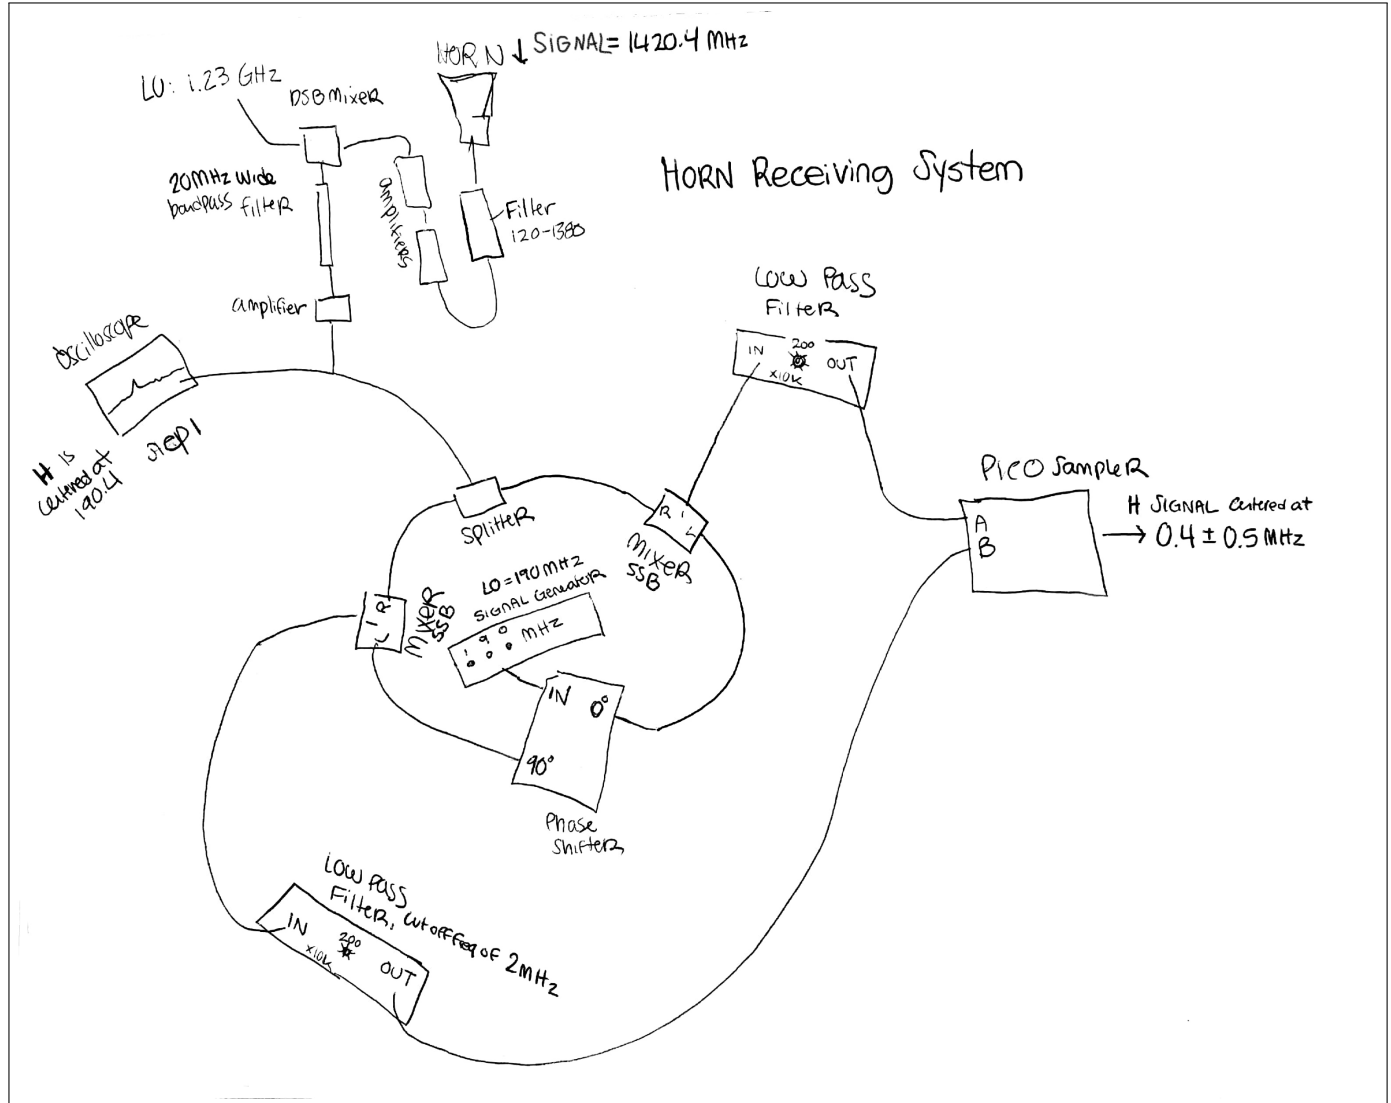 HORN ↓ SIGNAL = 1420.4 MHz
LO: 1.23 GHz
DSB Mixer
HORN Receiving System
20MHz Wide
bandpass filter
amplifiers
Filter
120-1380
amplifier
Oscilloscope
Step 1
H is
centered at
190.4
Low Pass
Filter
IN 200 OUT
x10K
Splitter
R I L
Mixer
SSB
Pico Sampler
A
B
H SIGNAL centered at
→ 0.4 ± 0.5 MHz
LO = 190 MHz
SIGNAL Generator
1 9 0 MHz
R I L
Mixer
SSB
IN 0°
90°
Phase
Shifter
Low Pass
Filter, cutoff freq of 2MHz
IN 200 OUT
x10K